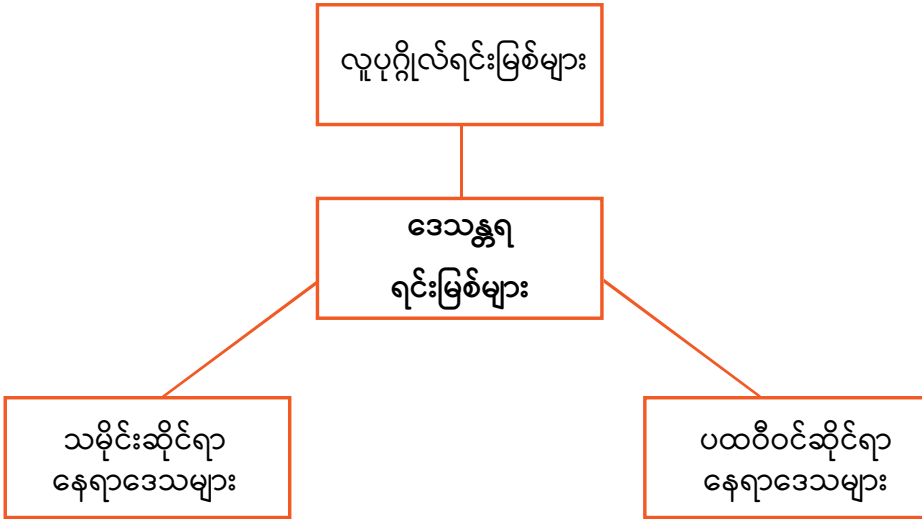 လူပုဂ္ဂိုလ်ရင်းမြစ်များ
ဒေသန္တရ
ရင်းမြစ်များ
သမိုင်းဆိုင်ရာ
နေရာဒေသများ
ပထဝီဝင်ဆိုင်ရာ
နေရာဒေသများ